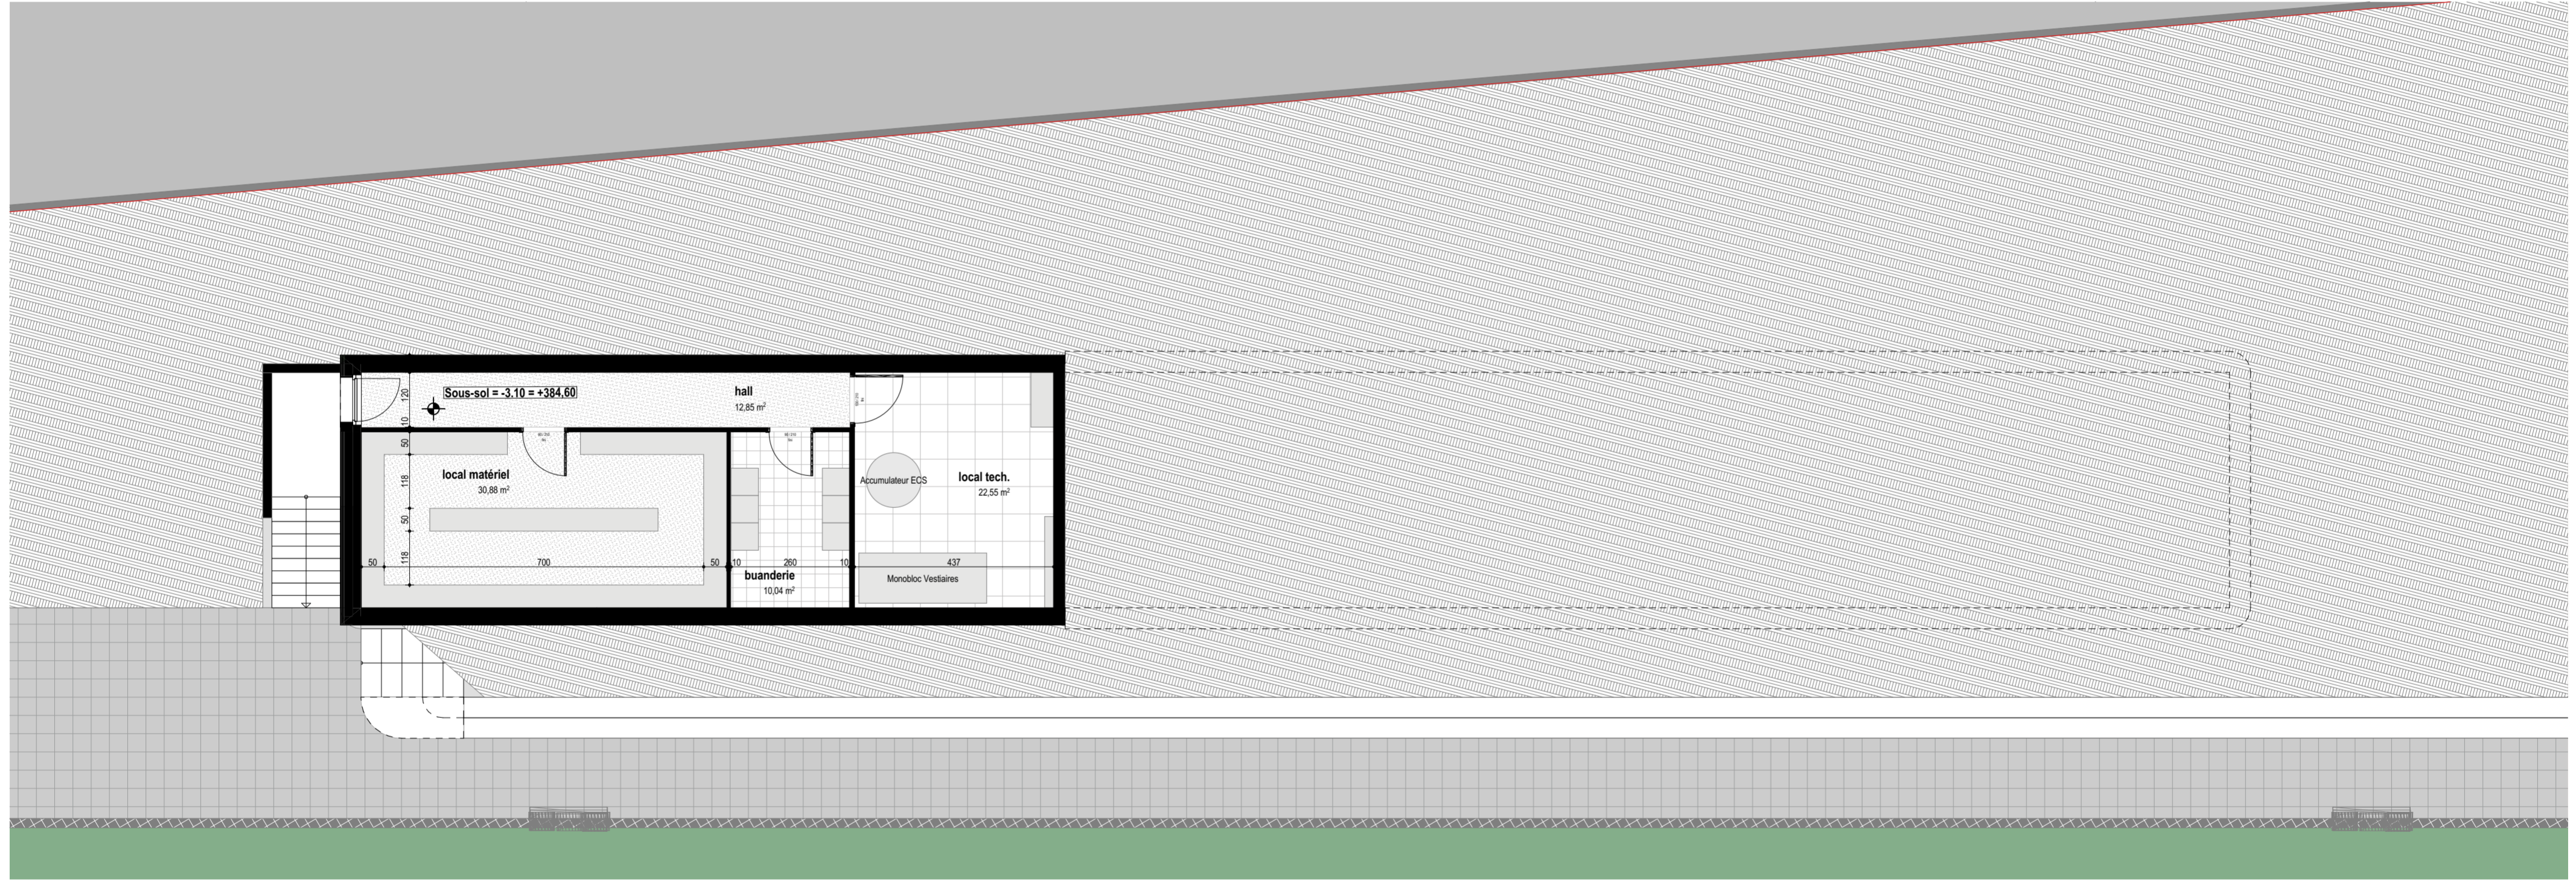 Sous-sol = -3.10 = +384,60
hall
12,85 m²
120
10
50
118
50
118
local matériel
30,88 m²
Accumulateur ECS
local tech.
22,55 m²
50
700
50
10
260
10
437
buanderie
10,04 m²
Monobloc Vestiaires